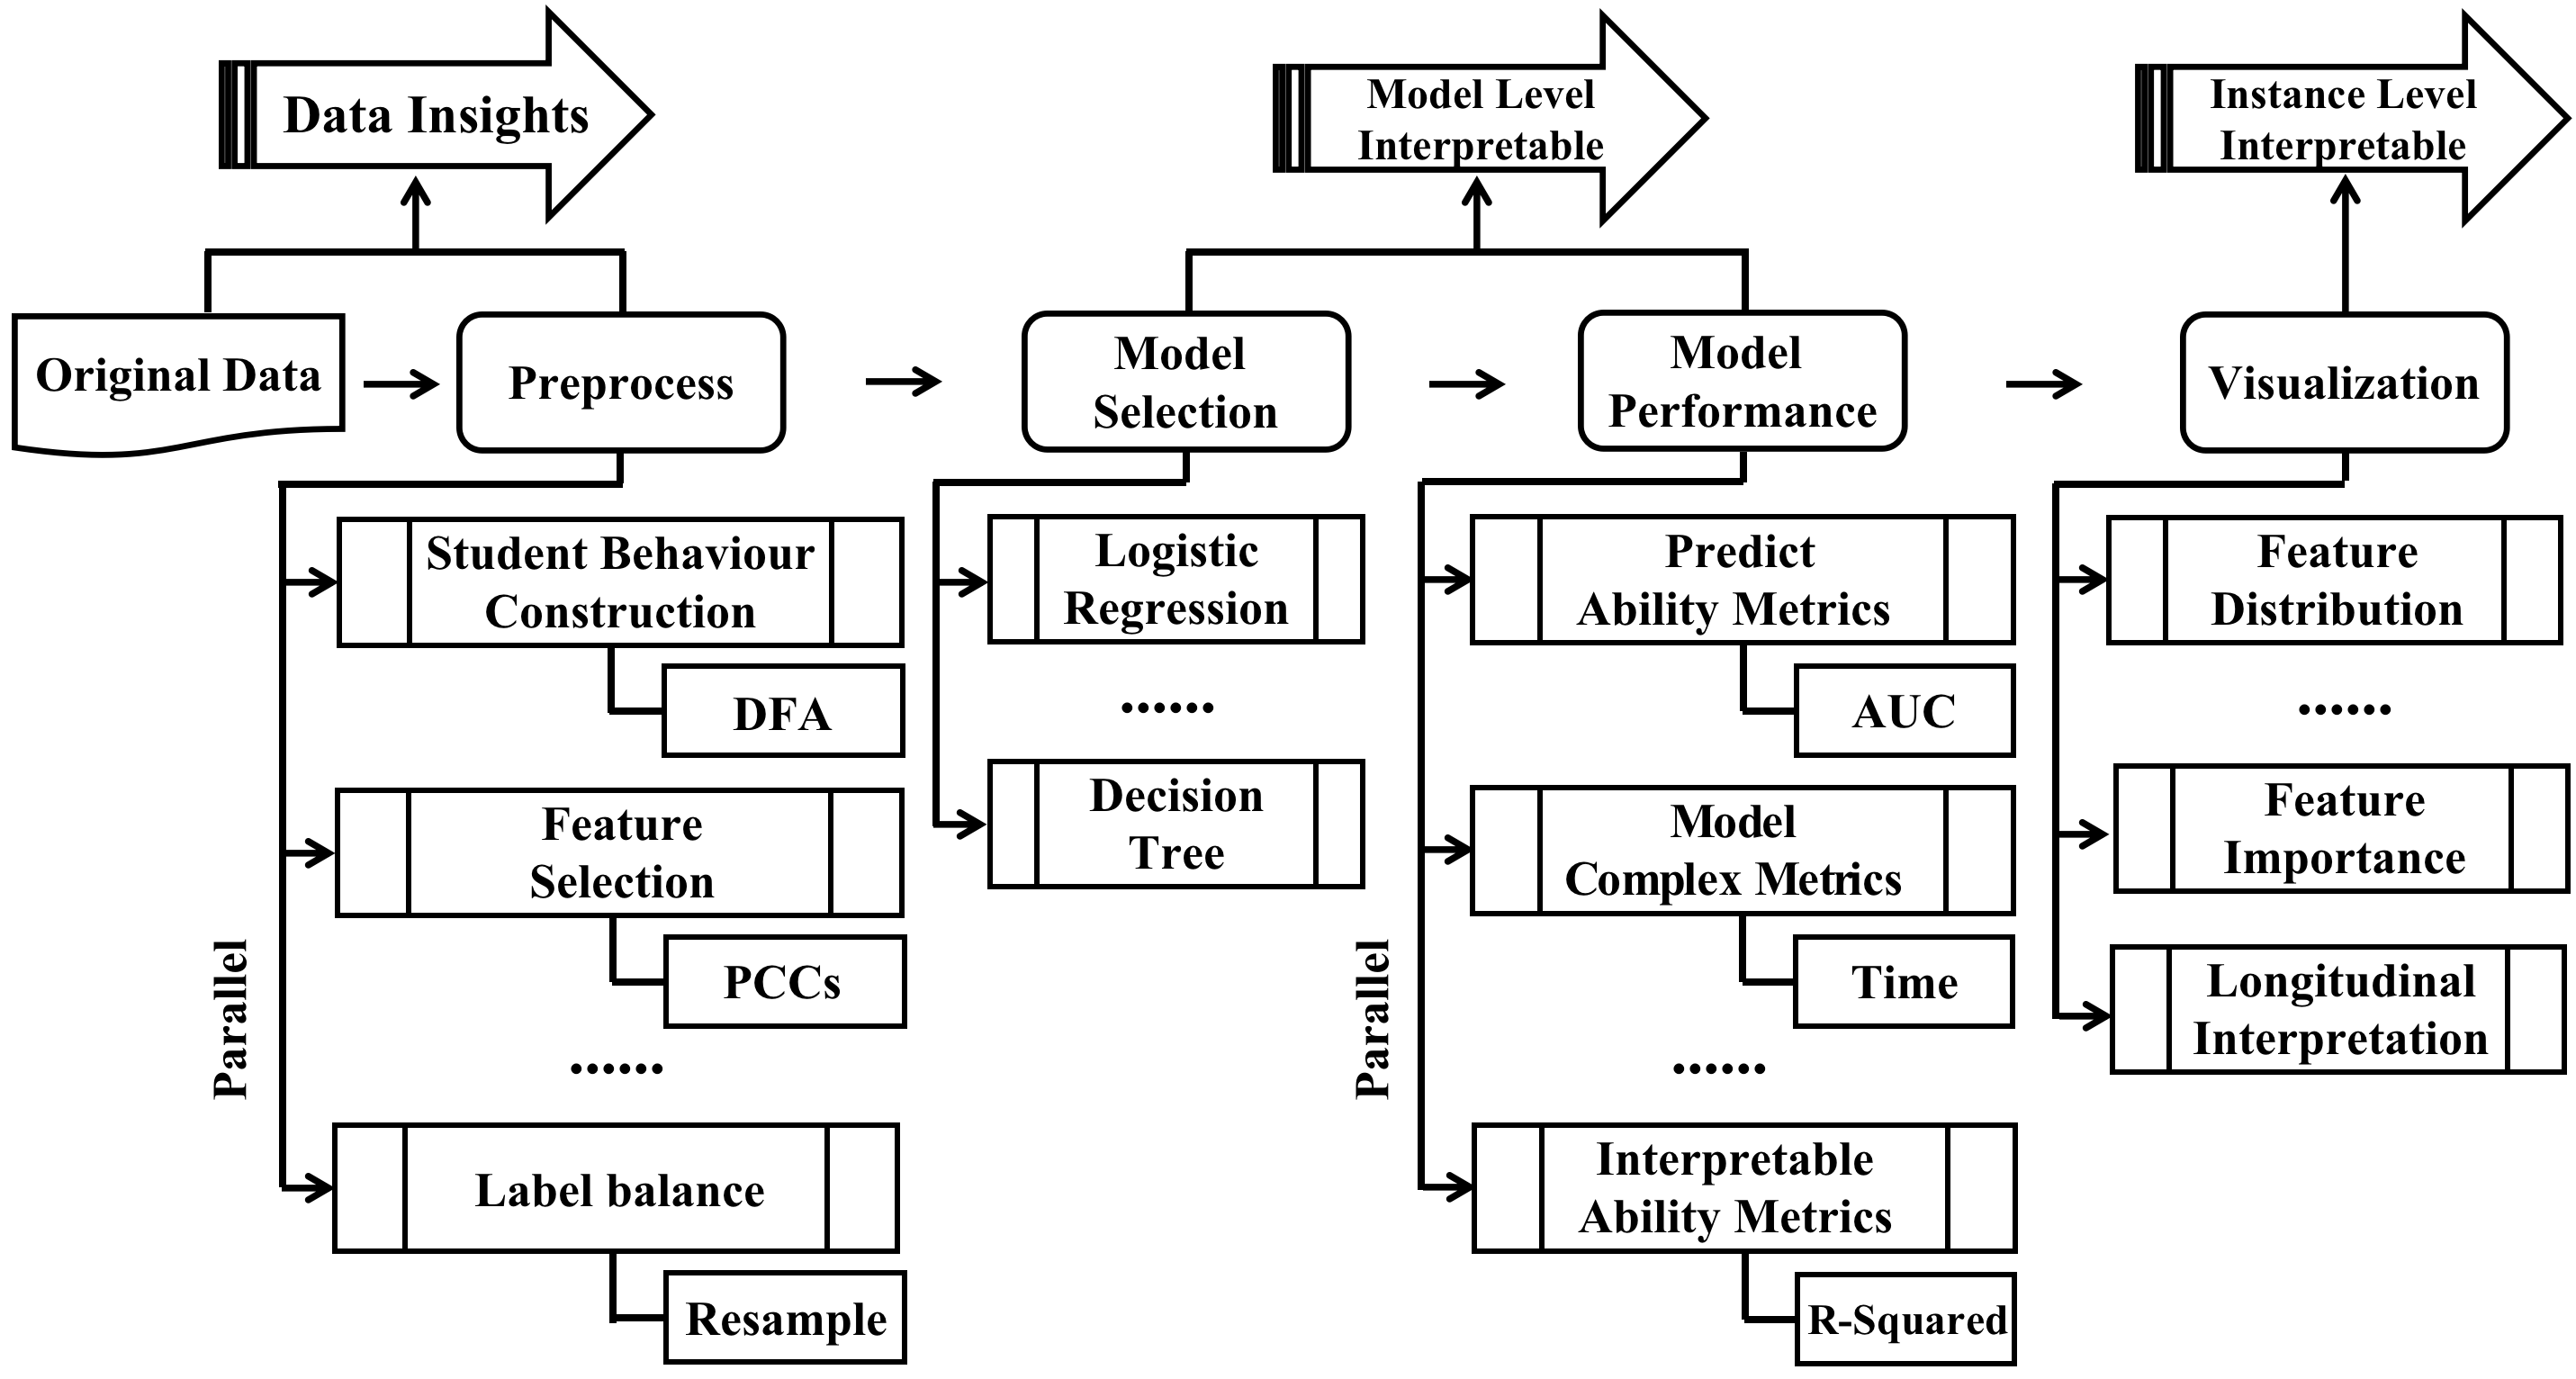 Data Insights
Model Level
Interpretable
Instance Level
Interpretable
Original Data
Preprocess
Model
Selection
Model
Performance
Visualization
Parallel
Student Behaviour
Construction
DFA
Feature
Selection
PCCs
......
Label balance
Resample
Logistic
Regression
......
Decision
Tree
Parallel
Predict
Ability Metrics
AUC
Model
Complex Metrics
Time
......
Interpretable
Ability Metrics
R-Squared
Feature
Distribution
......
Feature
Importance
Longitudinal
Interpretation